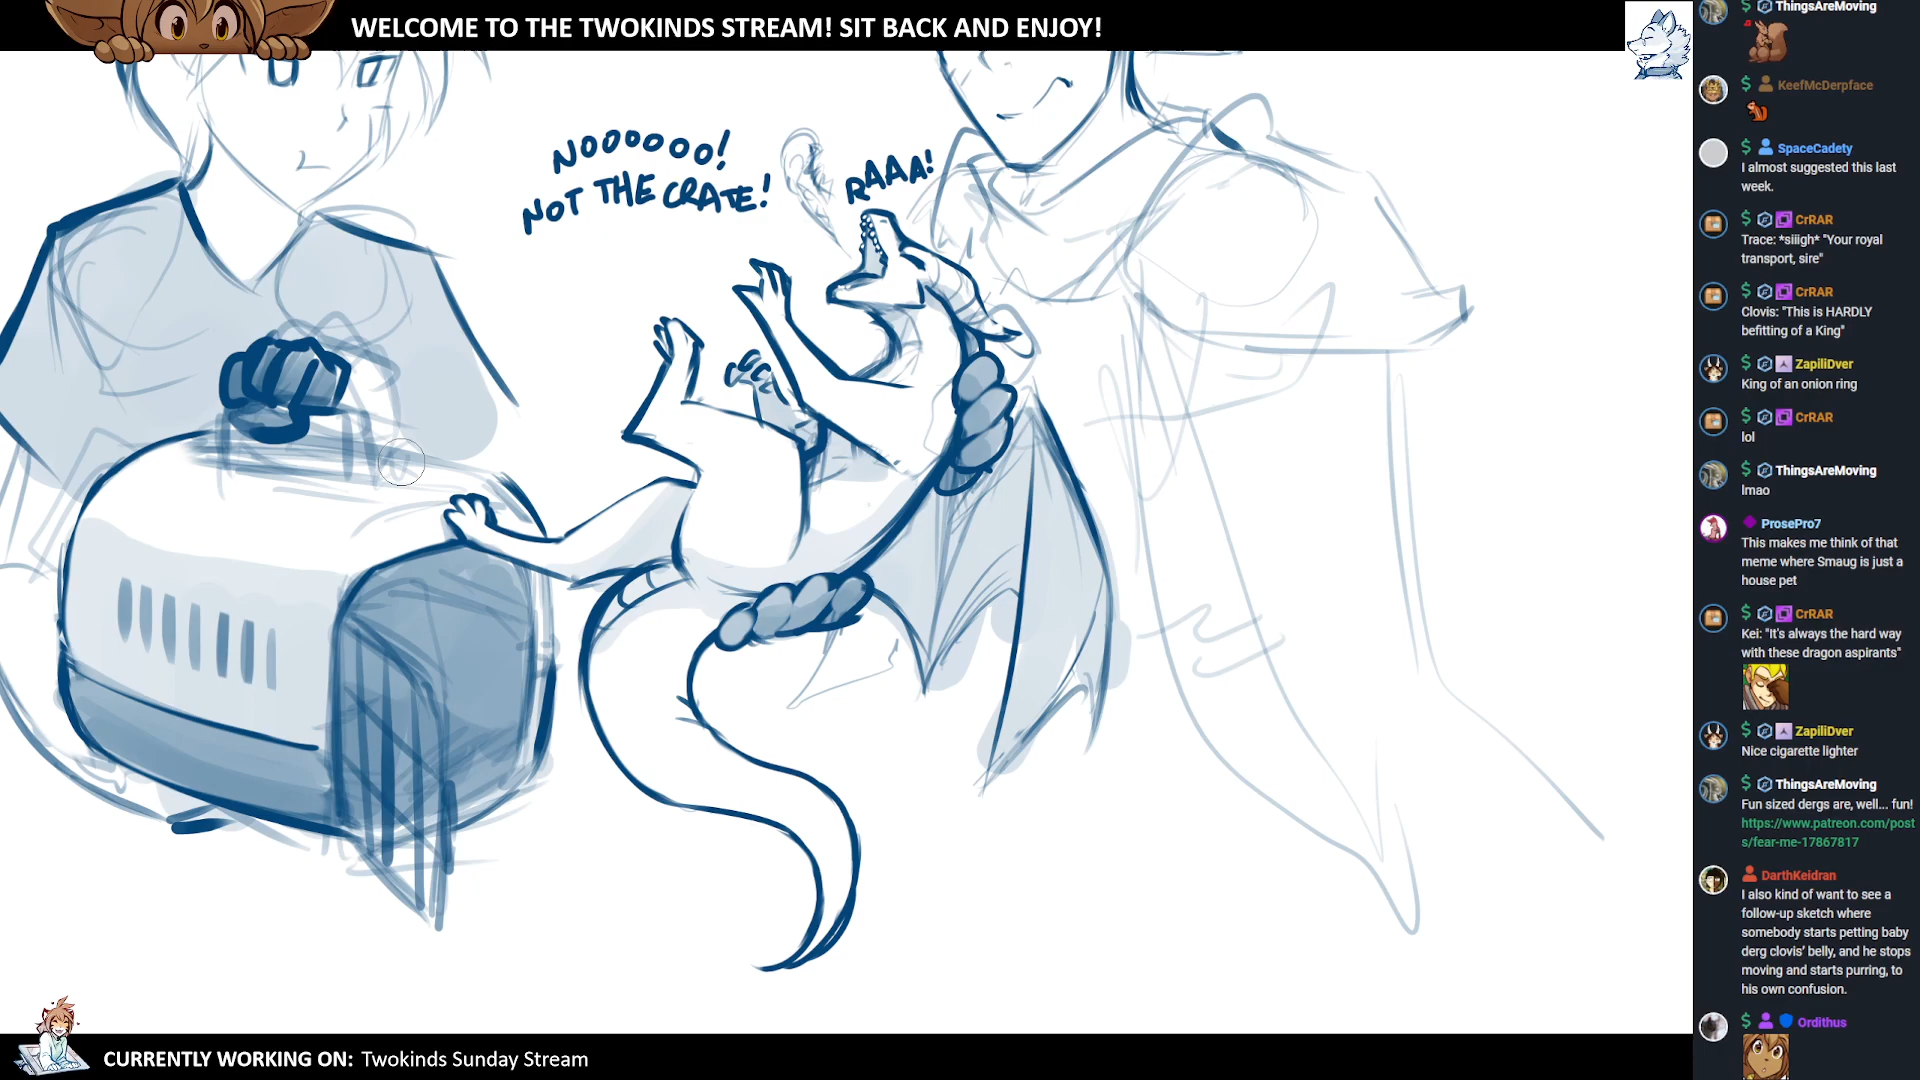 WELCOME TO THE TWOKINDS STREAM! SIT BACK AND ENJOY!
NOOOOOO!
NOT THE CRATE!
RAAA!
CURRENTLY WORKING ON: Twokinds Sunday Stream
ThingsAreMoving
KeefMcDerpface
SpaceCadety
I almost suggested this last
week.
CrRAR
Trace: *siiigh* "Your royal
transport, sire"
CrRAR
Clovis: "This is HARDLY
befitting of a King"
ZapiliDver
King of an onion ring
CrRAR
lol
ThingsAreMoving
lmao
ProsePro7
This makes me think of that
meme where Smaug is just a
house pet
CrRAR
Kei: "It's always the hard way
with these dragon aspirants"
ZapiliDver
Nice cigarette lighter
ThingsAreMoving
Fun sized dergs are, well... fun!
https://www.patreon.com/post
s/fear-me-17867817
DarthKeidran
I also kind of want to see a
follow-up sketch where
somebody starts petting baby
derg clovis' belly, and he stops
moving and starts purring, to
his own confusion.
Ordithus